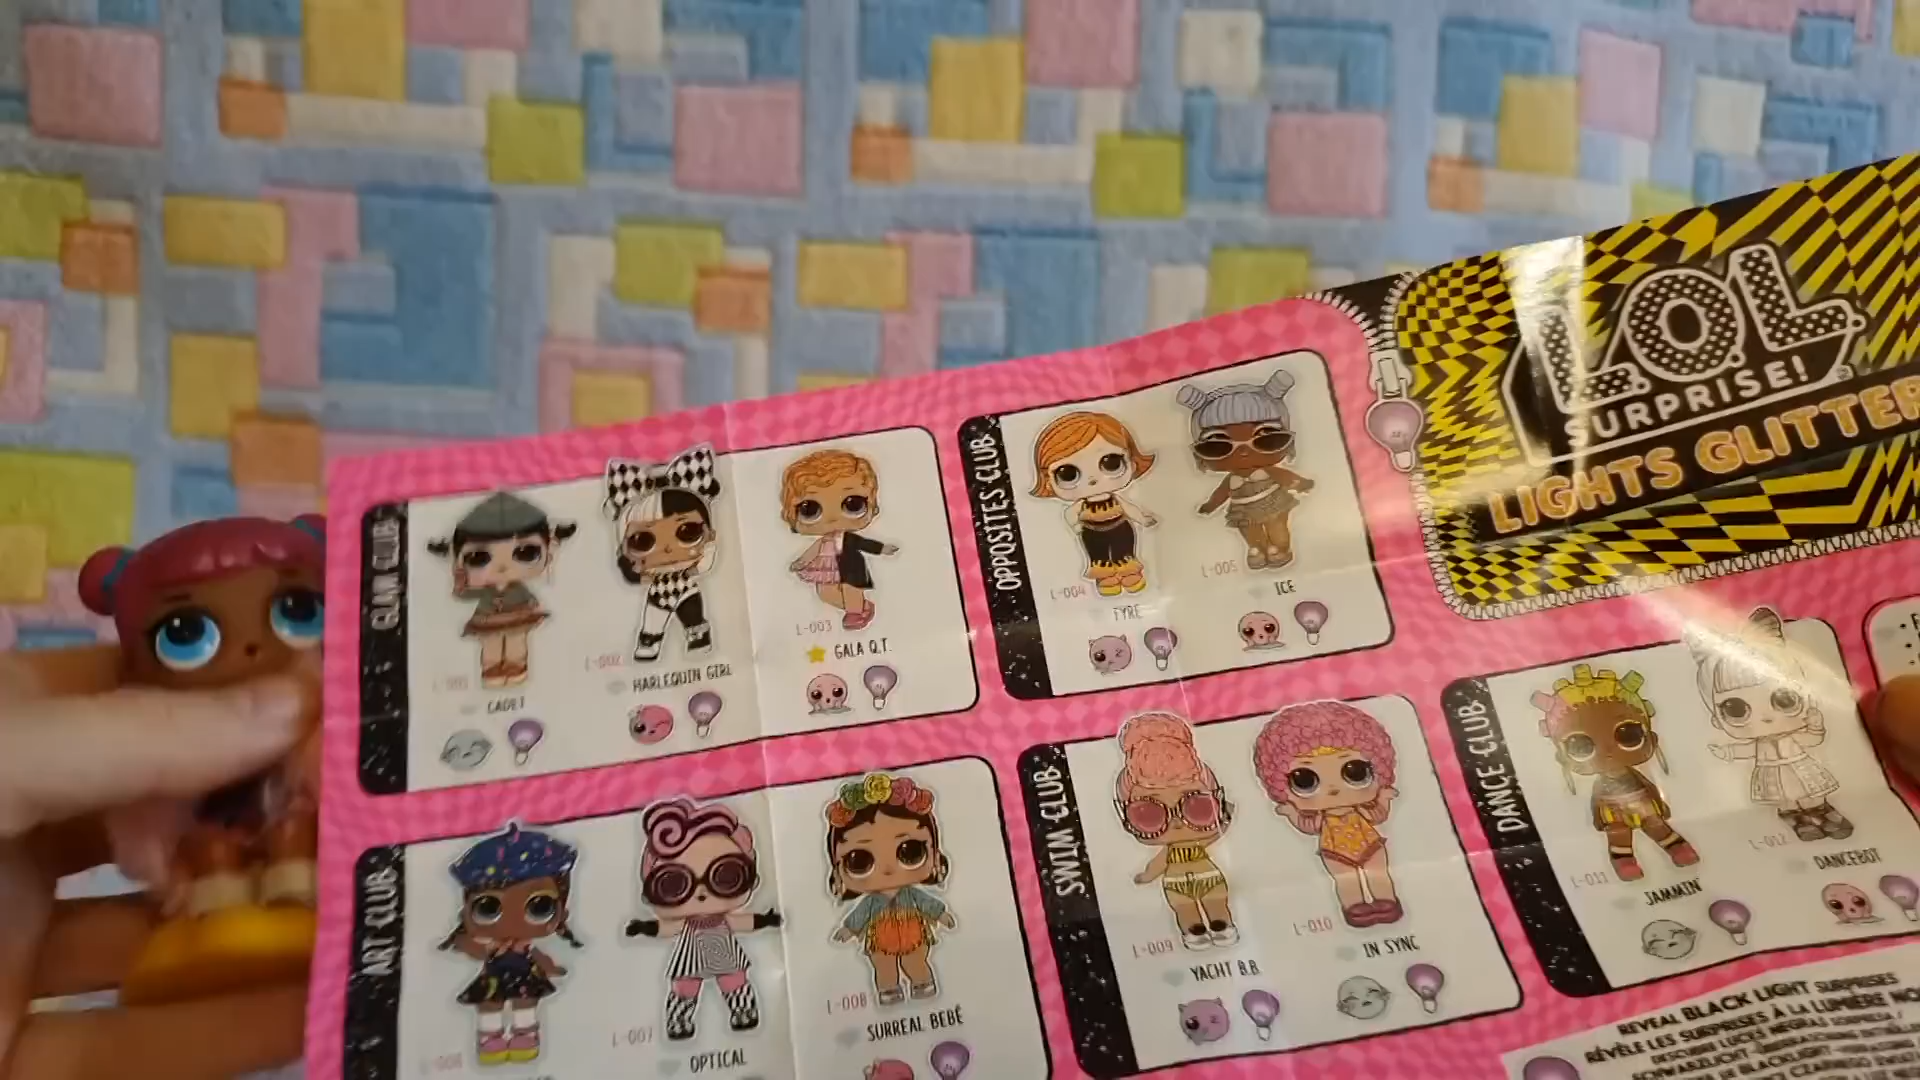 L.O.L.
SURPRISE!
LIGHTS GLITTER
GLAM CLUB
L-001
CADET
L-002
HARLEQUIN GIRL
L-003
GALA Q.T.
OPPOSITES CLUB
L-004
FYRE
L-005
ICE
ART CLUB
L-007
OPTICAL
L-008
SURREAL BEBÉ
SWIM CLUB
L-009
YACHT B.B.
L-010
IN SYNC
DANCE CLUB
L-011
JAMMIN'
L-012
DANCEBOT
REVEAL BLACK LIGHT SURPRISES
RÉVÈLE LES SURPRISES À LA LUMIÈRE NO